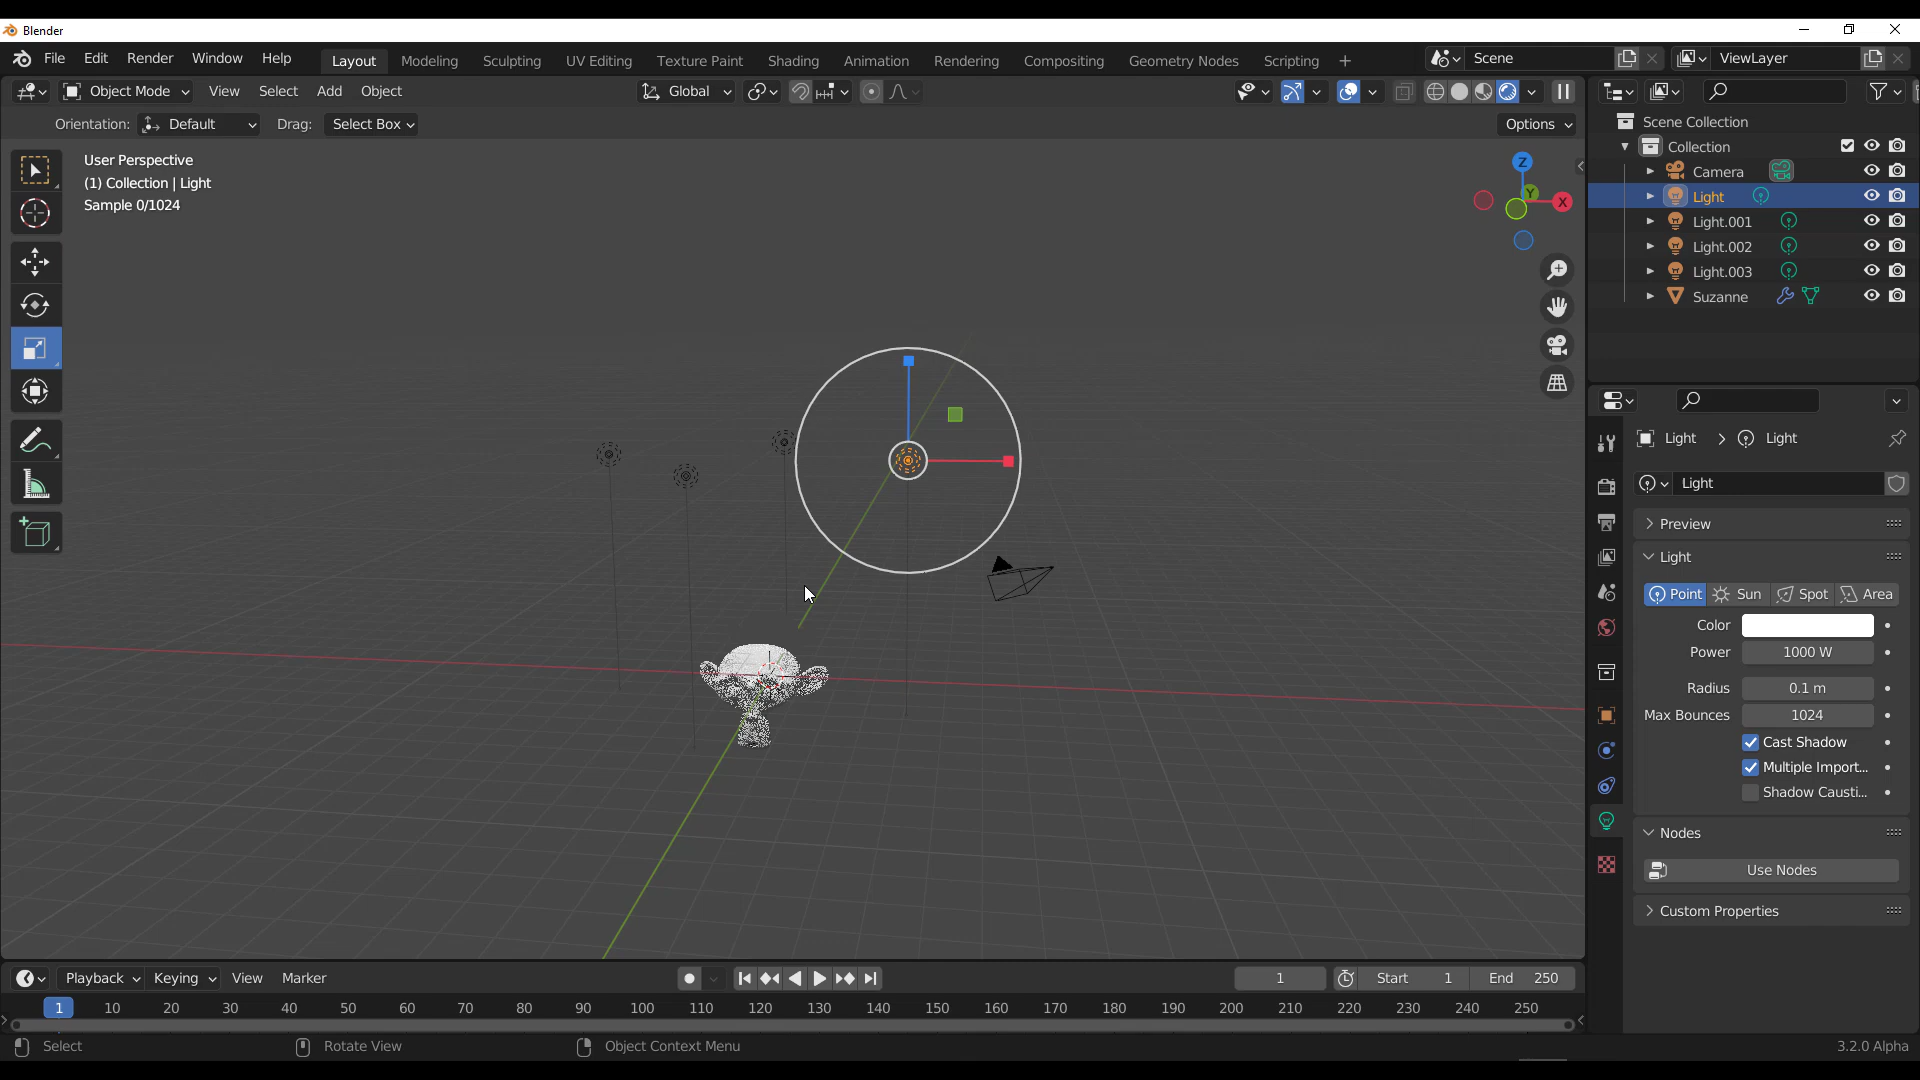 Blender
File Edit Render Window Help Layout Modeling Sculpting UV Editing Texture Paint Shading Animation Rendering Compositing Geometry Nodes Scripting + Scene ViewLayer
Object Mode View Select Add Object Global
Orientation: Default Drag: Select Box Options
User Perspective
(1) Collection | Light
Sample 0/1024
Z
Y
X
Scene Collection
Collection
Camera
Light
Light.001
Light.002
Light.003
Suzanne
Light > Light
Light
Preview
Light
Point Sun Spot Area
Color
Power 1000 W
Radius 0.1 m
Max Bounces 1024
Cast Shadow
Multiple Import...
Shadow Causti...
Nodes
Use Nodes
Custom Properties
Playback Keying View Marker 1 Start 1 End 250
1 10 20 30 40 50 60 70 80 90 100 110 120 130 140 150 160 170 180 190 200 210 220 230 240 250
Select Rotate View Object Context Menu 3.2.0 Alpha